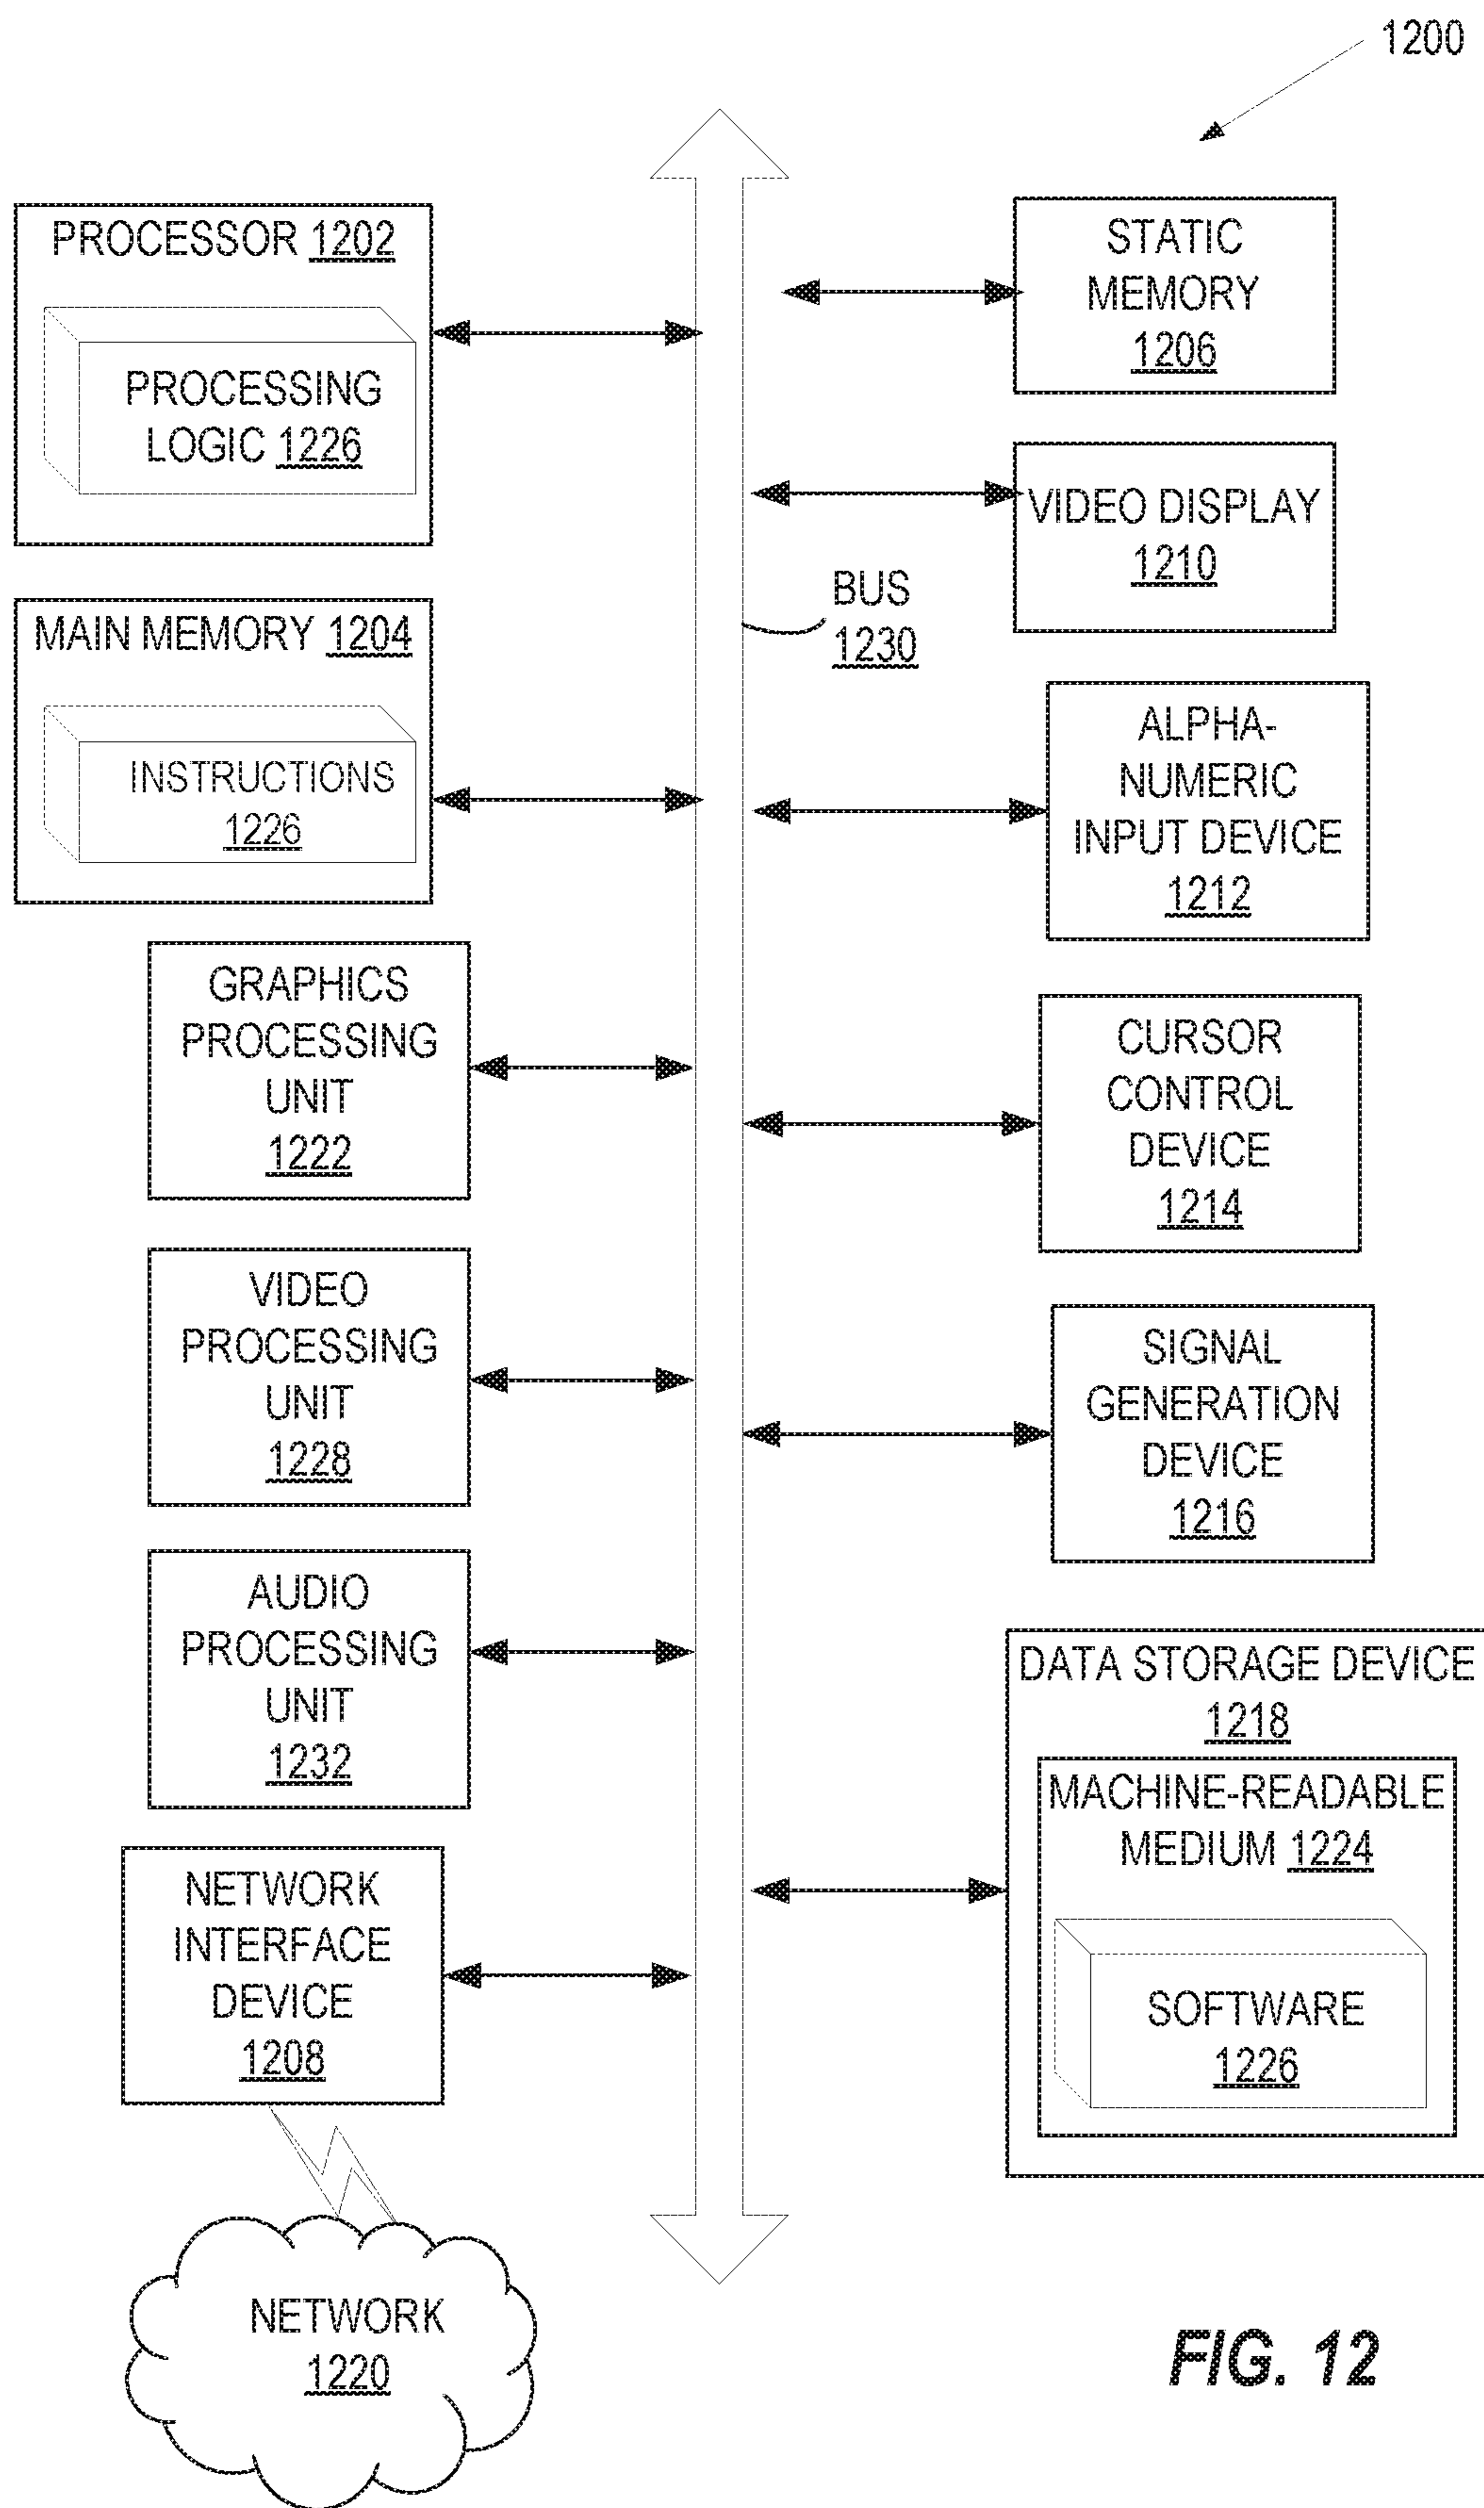 1200
PROCESSOR 1202
PROCESSING
LOGIC 1226
MAIN MEMORY 1204
INSTRUCTIONS
1226
GRAPHICS
PROCESSING
UNIT
1222
VIDEO
PROCESSING
UNIT
1228
AUDIO
PROCESSING
UNIT
1232
NETWORK
INTERFACE
DEVICE
1208
NETWORK
1220
BUS
1230
STATIC
MEMORY
1206
VIDEO DISPLAY
1210
ALPHA-
NUMERIC
INPUT DEVICE
1212
CURSOR
CONTROL
DEVICE
1214
SIGNAL
GENERATION
DEVICE
1216
DATA STORAGE DEVICE
1218
MACHINE-READABLE
MEDIUM 1224
SOFTWARE
1226
FIG. 12